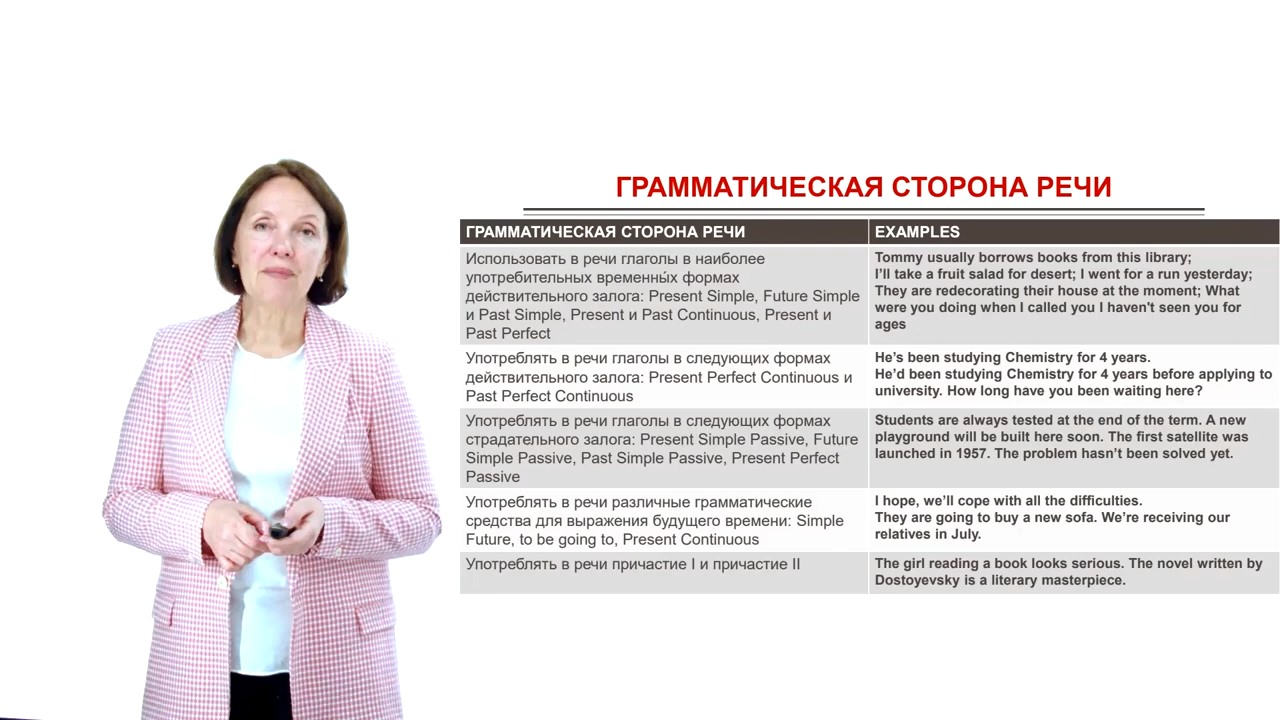 ГРАММАТИЧЕСКАЯ СТОРОНА РЕЧИ
ГРАММАТИЧЕСКАЯ СТОРОНА РЕЧИ
EXAMPLES
Использовать в речи глаголы в наиболее
употребительных временны́х формах
действительного залога: Present Simple, Future Simple
и Past Simple, Present и Past Continuous, Present и
Past Perfect
Tommy usually borrows books from this library;
I’ll take a fruit salad for desert; I went for a run yesterday;
They are redecorating their house at the moment; What
were you doing when I called you I haven't seen you for
ages
Употреблять в речи глаголы в следующих формах
действительного залога: Present Perfect Continuous и
Past Perfect Continuous
He’s been studying Chemistry for 4 years.
He’d been studying Chemistry for 4 years before applying to
university. How long have you been waiting here?
Употреблять в речи глаголы в следующих формах
страдательного залога: Present Simple Passive, Future
Simple Passive, Past Simple Passive, Present Perfect
Passive
Students are always tested at the end of the term. A new
playground will be built here soon. The first satellite was
launched in 1957. The problem hasn’t been solved yet.
Употреблять в речи различные грамматические
средства для выражения будущего времени: Simple
Future, to be going to, Present Continuous
I hope, we’ll cope with all the difficulties.
They are going to buy a new sofa. We’re receiving our
relatives in July.
Употреблять в речи причастие I и причастие II
The girl reading a book looks serious. The novel written by
Dostoyevsky is a literary masterpiece.